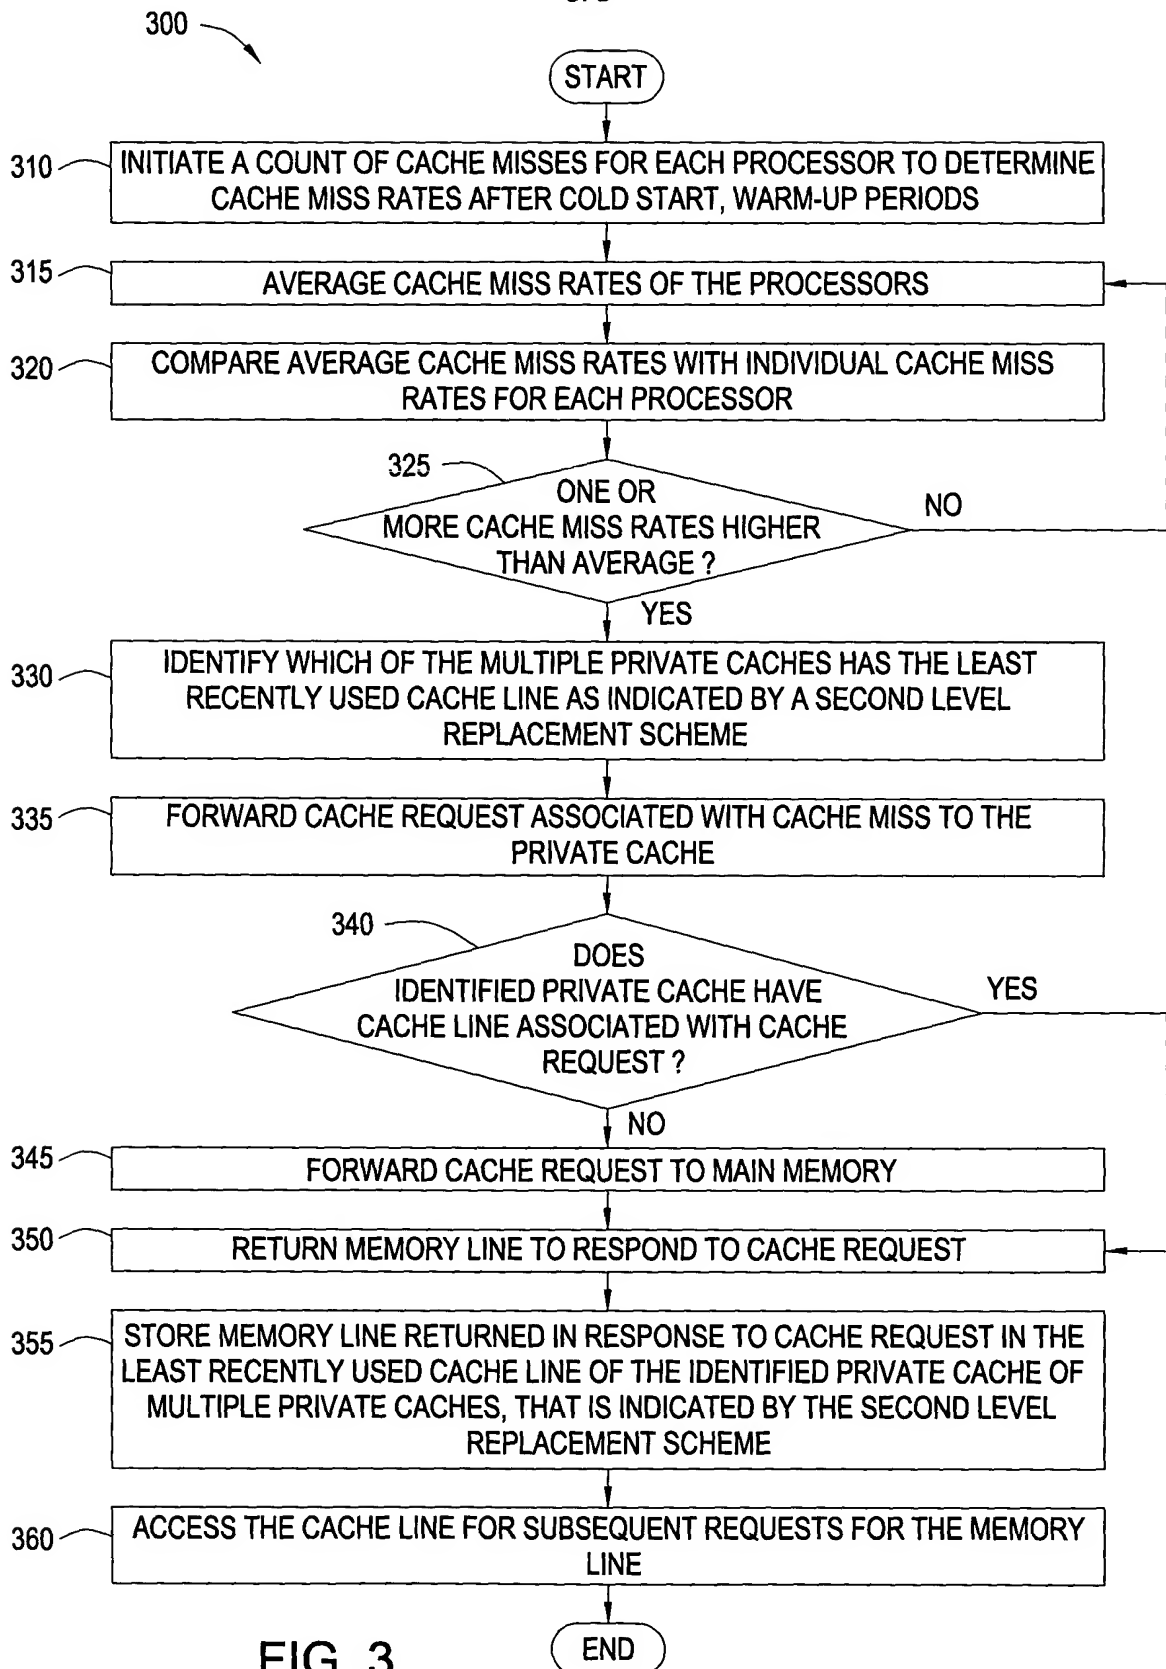 300
START
310
INITIATE A COUNT OF CACHE MISSES FOR EACH PROCESSOR TO DETERMINE
CACHE MISS RATES AFTER COLD START, WARM-UP PERIODS
315
AVERAGE CACHE MISS RATES OF THE PROCESSORS
320
COMPARE AVERAGE CACHE MISS RATES WITH INDIVIDUAL CACHE MISS
RATES FOR EACH PROCESSOR
325
ONE OR
MORE CACHE MISS RATES HIGHER
THAN AVERAGE ?
NO
YES
330
IDENTIFY WHICH OF THE MULTIPLE PRIVATE CACHES HAS THE LEAST
RECENTLY USED CACHE LINE AS INDICATED BY A SECOND LEVEL
REPLACEMENT SCHEME
335
FORWARD CACHE REQUEST ASSOCIATED WITH CACHE MISS TO THE
PRIVATE CACHE
340
DOES
IDENTIFIED PRIVATE CACHE HAVE
CACHE LINE ASSOCIATED WITH CACHE
REQUEST ?
YES
NO
345
FORWARD CACHE REQUEST TO MAIN MEMORY
350
RETURN MEMORY LINE TO RESPOND TO CACHE REQUEST
355
STORE MEMORY LINE RETURNED IN RESPONSE TO CACHE REQUEST IN THE
LEAST RECENTLY USED CACHE LINE OF THE IDENTIFIED PRIVATE CACHE OF
MULTIPLE PRIVATE CACHES, THAT IS INDICATED BY THE SECOND LEVEL
REPLACEMENT SCHEME
360
ACCESS THE CACHE LINE FOR SUBSEQUENT REQUESTS FOR THE MEMORY
LINE
END
FIG. 3